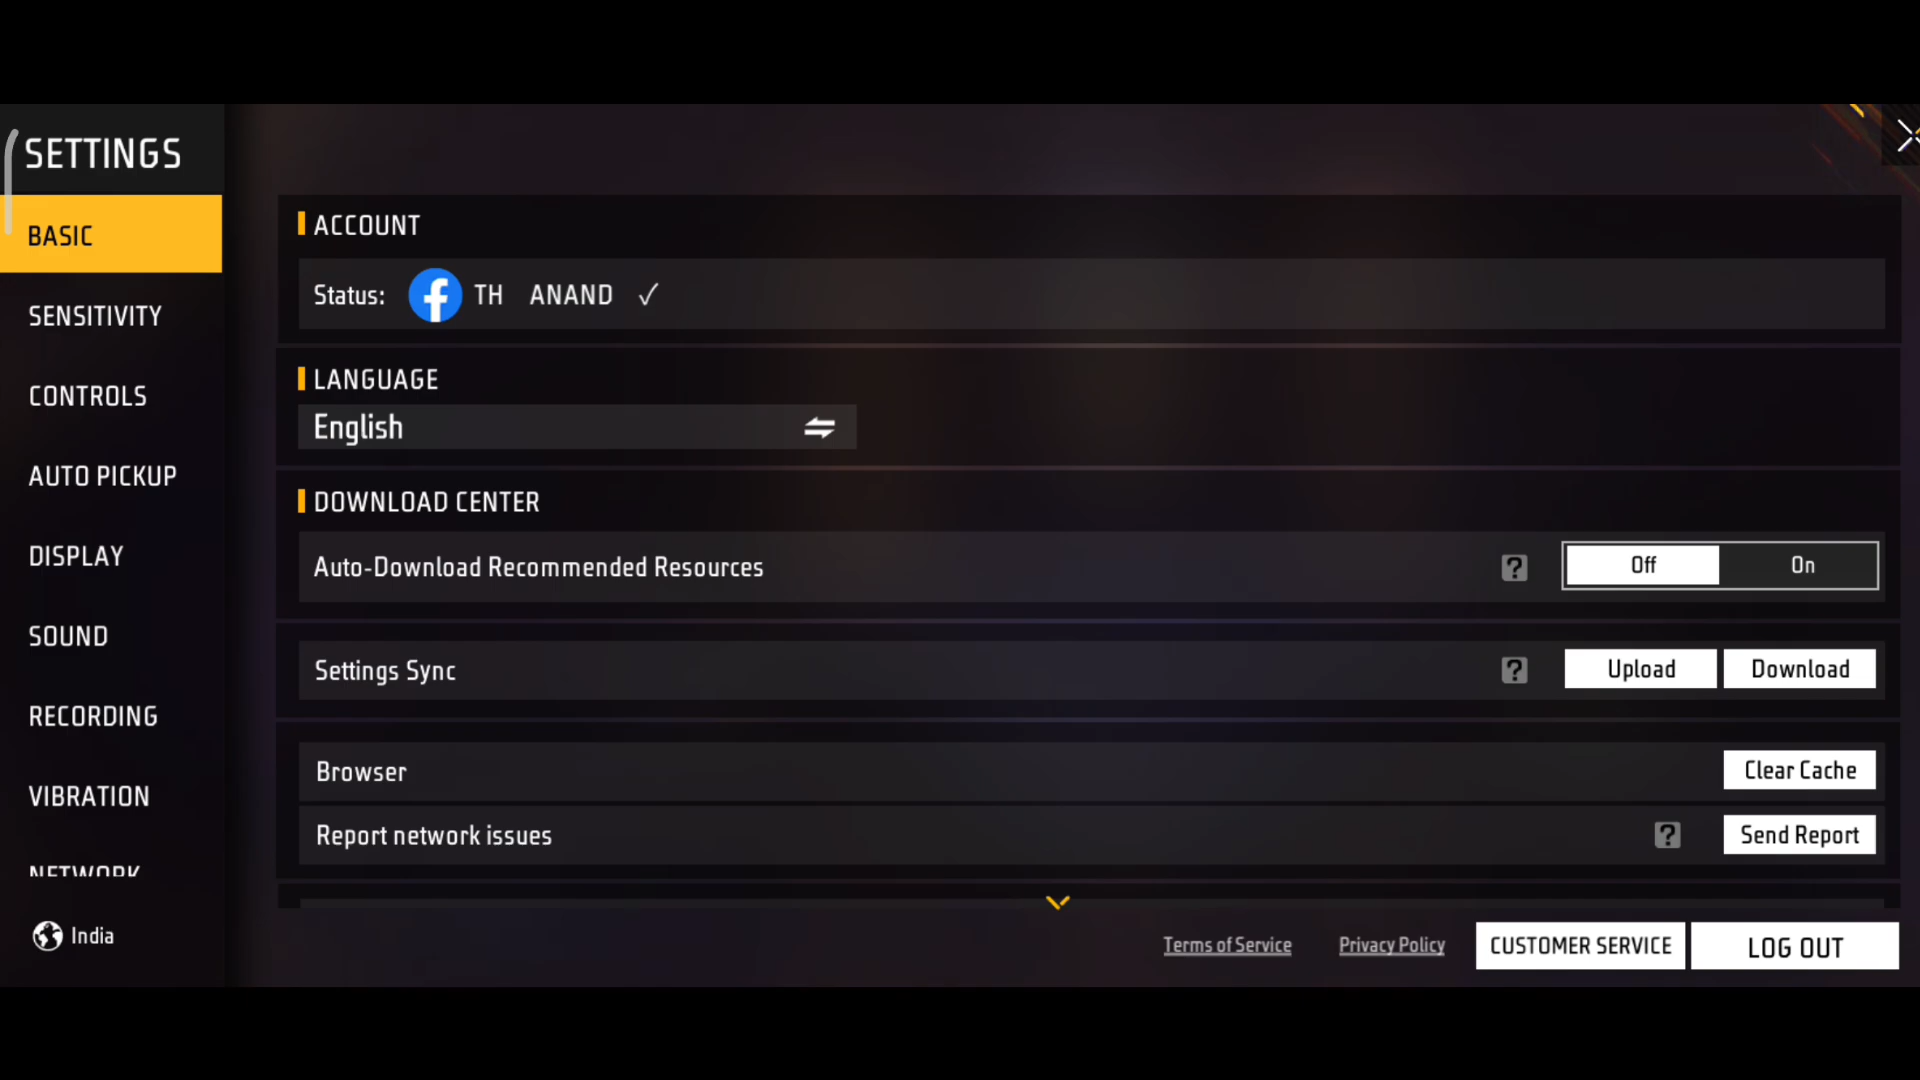 SETTINGS
BASIC
SENSITIVITY
CONTROLS
AUTO PICKUP
DISPLAY
SOUND
RECORDING
VIBRATION
NETWORK
India
ACCOUNT
Status: TH ANAND ✓
LANGUAGE
English
DOWNLOAD CENTER
Auto-Download Recommended Resources ? Off On
Settings Sync ? Upload Download
Browser Clear Cache
Report network issues ? Send Report
Terms of Service Privacy Policy CUSTOMER SERVICE LOG OUT